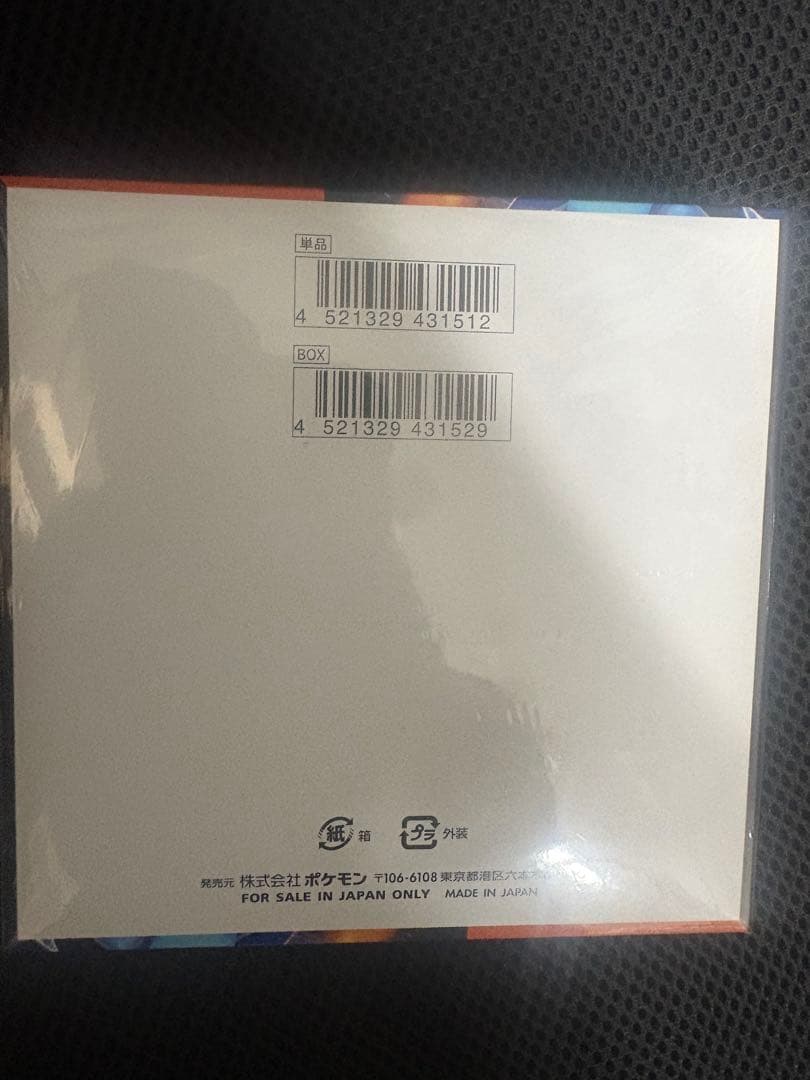 単品
4 521329 431512
BOX
4 521329 431529
紙 箱 プラ 外装
発売元 株式会社 ポケモン 〒106-6108 東京都港区六本木
FOR SALE IN JAPAN ONLY MADE IN JAPAN